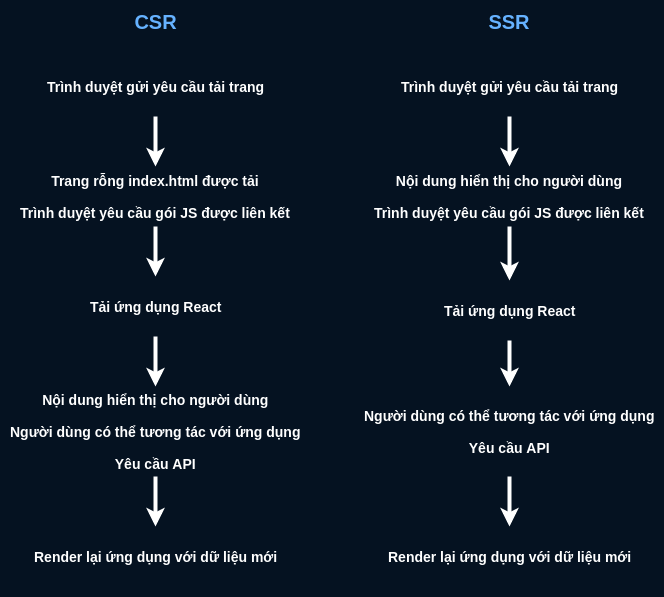 CSR
Trình duyệt gửi yêu cầu tải trang
Trang rỗng index.html được tải
Trình duyệt yêu cầu gói JS được liên kết
Tải ứng dụng React
Nội dung hiển thị cho người dùng
Người dùng có thể tương tác với ứng dụng
Yêu cầu API
Render lại ứng dụng với dữ liệu mới
SSR
Trình duyệt gửi yêu cầu tải trang
Nội dung hiển thị cho người dùng
Trình duyệt yêu cầu gói JS được liên kết
Tải ứng dụng React
Người dùng có thể tương tác với ứng dụng
Yêu cầu API
Render lại ứng dụng với dữ liệu mới